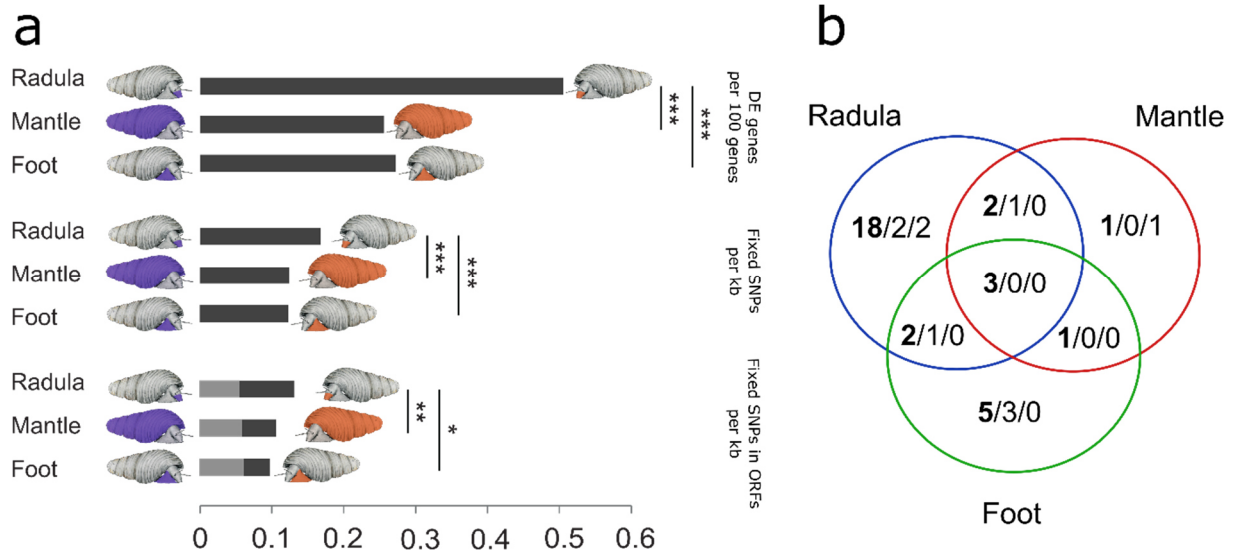 a
Radula
Mantle
Foot
DE genes
per 100 genes
***
***
Radula
Mantle
Foot
Fixed SNPs
per kb
***
***
Radula
Mantle
Foot
Fixed SNPs in ORFs
per kb
**
*
0 0.1 0.2 0.3 0.4 0.5 0.6
b
Radula Mantle
18/2/2
2/1/0
1/0/1
3/0/0
2/1/0
1/0/0
5/3/0
Foot